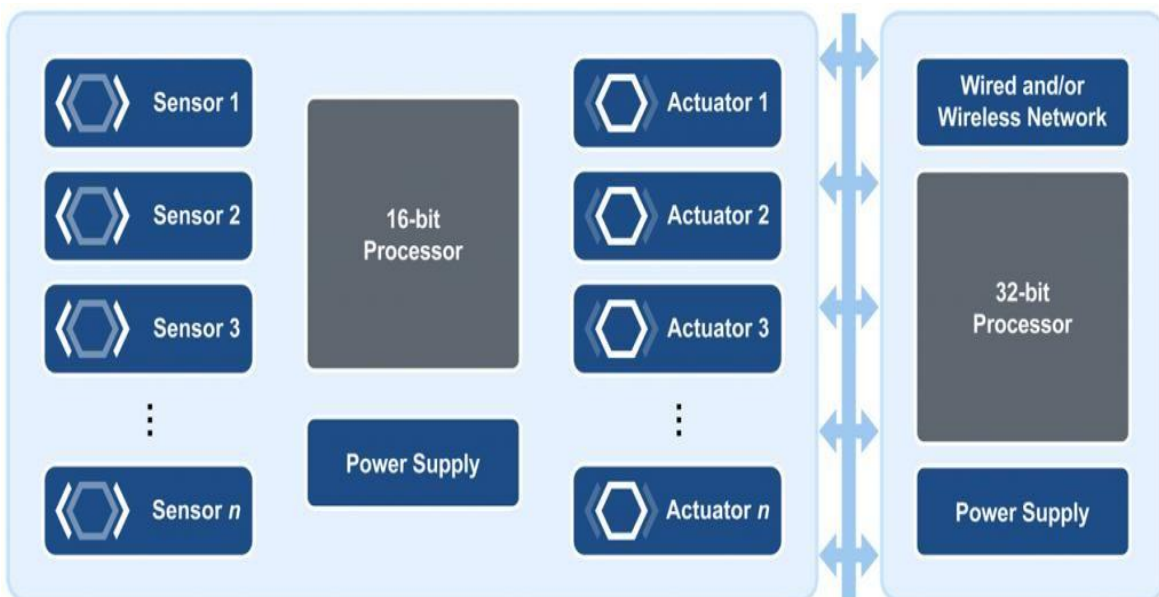 Sensor 1
Sensor 2
Sensor 3
⋮
Sensor n
16-bit
Processor
Power Supply
Actuator 1
Actuator 2
Actuator 3
⋮
Actuator n
Wired and/or
Wireless Network
32-bit
Processor
Power Supply